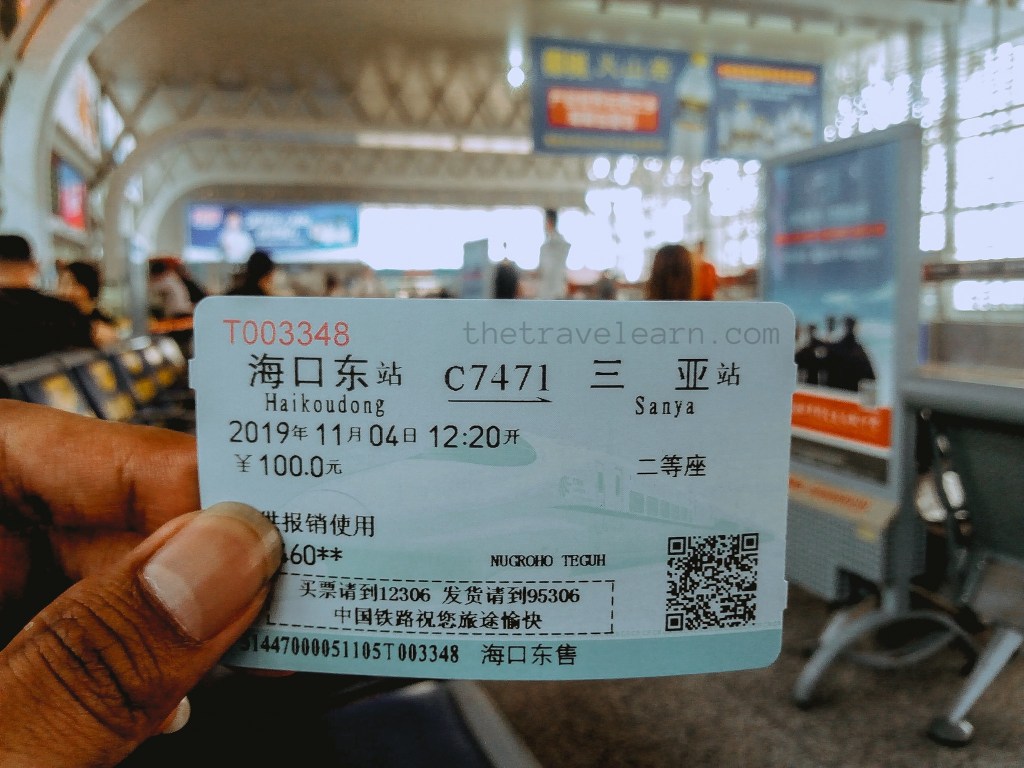 T003348
thetravelearn.com
海口东站 C7471 三亚站
Haikoudong Sanya
2019年11月04日 12:20开
¥100.0元 二等座
供报销使用
460**
NUGROHO TEGUH
买票请到12306 发货请到95306
中国铁路祝您旅途愉快
91447000051105T003348 海口东售